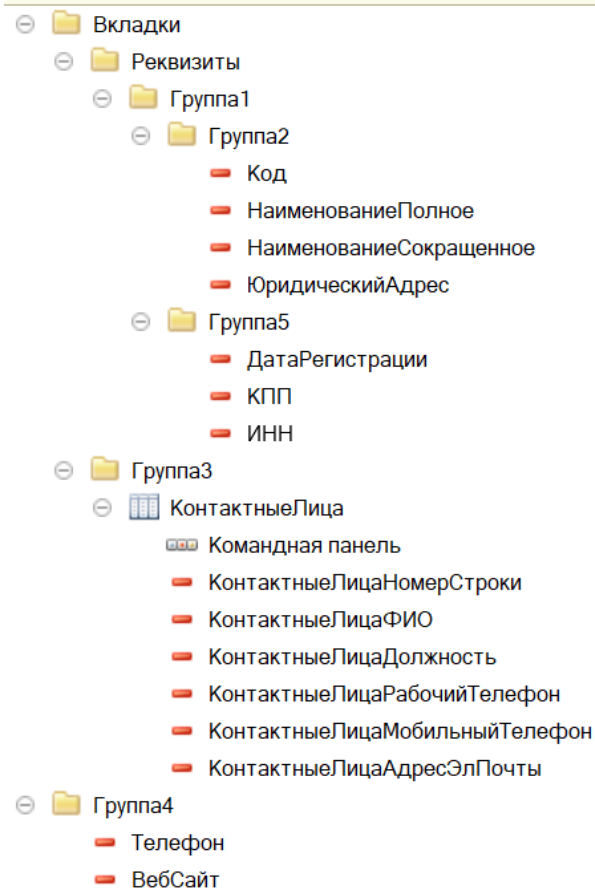 Вкладки
Реквизиты
Группа1
Группа2
Код
НаименованиеПолное
НаименованиеСокращенное
ЮридическийАдрес
Группа5
ДатаРегистрации
КПП
ИНН
Группа3
КонтактныеЛица
Командная панель
КонтактныеЛицаНомерСтроки
КонтактныеЛицаФИО
КонтактныеЛицаДолжность
КонтактныеЛицаРабочийТелефон
КонтактныеЛицаМобильныйТелефон
КонтактныеЛицаАдресЭлПочты
Группа4
Телефон
ВебСайт